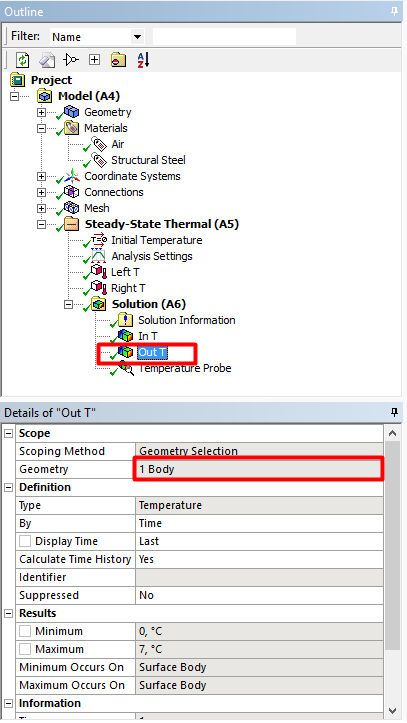 Outline
Filter: Name
Project
Model (A4)
Geometry
Materials
Air
Structural Steel
Coordinate Systems
Connections
Mesh
Steady-State Thermal (A5)
Initial Temperature
Analysis Settings
Left T
Right T
Solution (A6)
Solution Information
In T
Out T
Temperature Probe
Details of "Out T"
Scope
Scoping Method Geometry Selection
Geometry 1 Body
Definition
Type Temperature
By Time
Display Time Last
Calculate Time History Yes
Identifier
Suppressed No
Results
Minimum 0, °C
Maximum 7, °C
Minimum Occurs On Surface Body
Maximum Occurs On Surface Body
Information